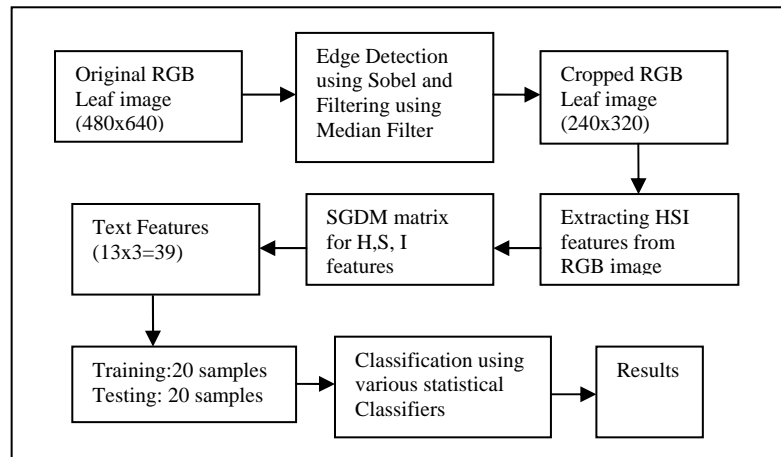 Original RGB
Leaf image
(480x640)
Edge Detection
using Sobel and
Filtering using
Median Filter
Cropped RGB
Leaf image
(240x320)
Extracting HSI
features from
RGB image
SGDM matrix
for H,S, I
features
Text Features
(13x3=39)
Training:20 samples
Testing: 20 samples
Classification using
various statistical
Classifiers
Results